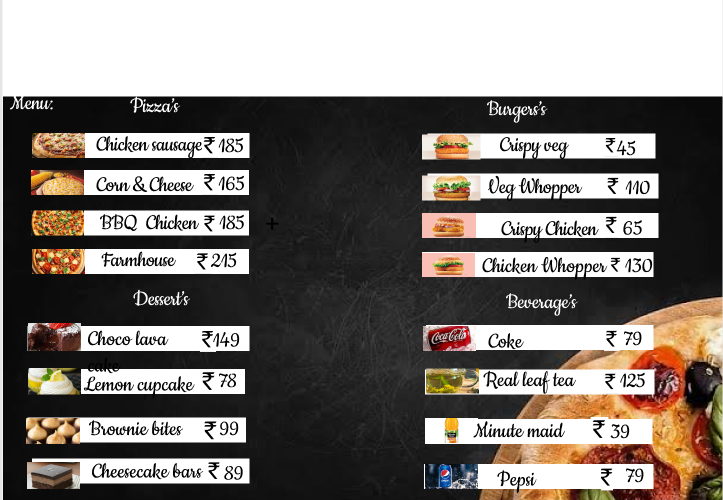 Menu:
Pizza's
Chicken sausage ₹ 185
Corn & Cheese ₹ 165
BBQ Chicken ₹ 185 +
Farmhouse ₹ 215
Dessert's
Choco lava ₹149
cake
Lemon cupcake ₹ 78
Brownie bites ₹ 99
Cheesecake bars ₹ 89
Burgers's
Crispy veg ₹45
Veg Whopper ₹ 110
Crispy Chicken ₹ 65
Chicken Whopper ₹ 130
Beverage's
Coca-Cola
Coke ₹ 79
Real leaf tea ₹ 125
Minute maid ₹ 39
Pepsi ₹ 79